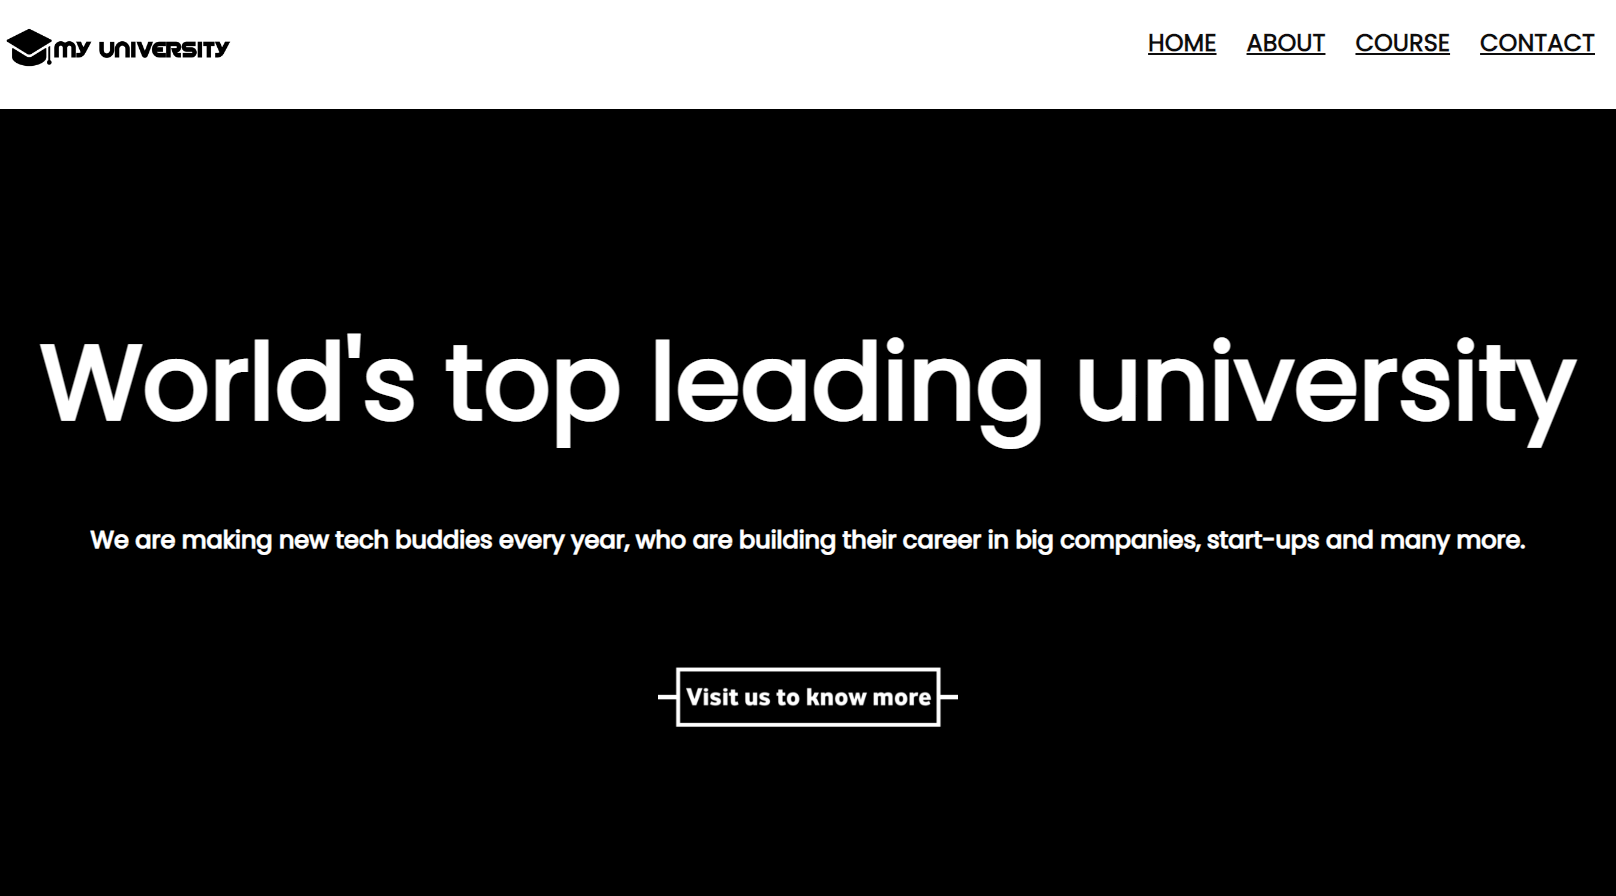 MY UNIVERSITY
HOME ABOUT COURSE CONTACT
World's top leading university
We are making new tech buddies every year, who are building their career in big companies, start-ups and many more.
Visit us to know more